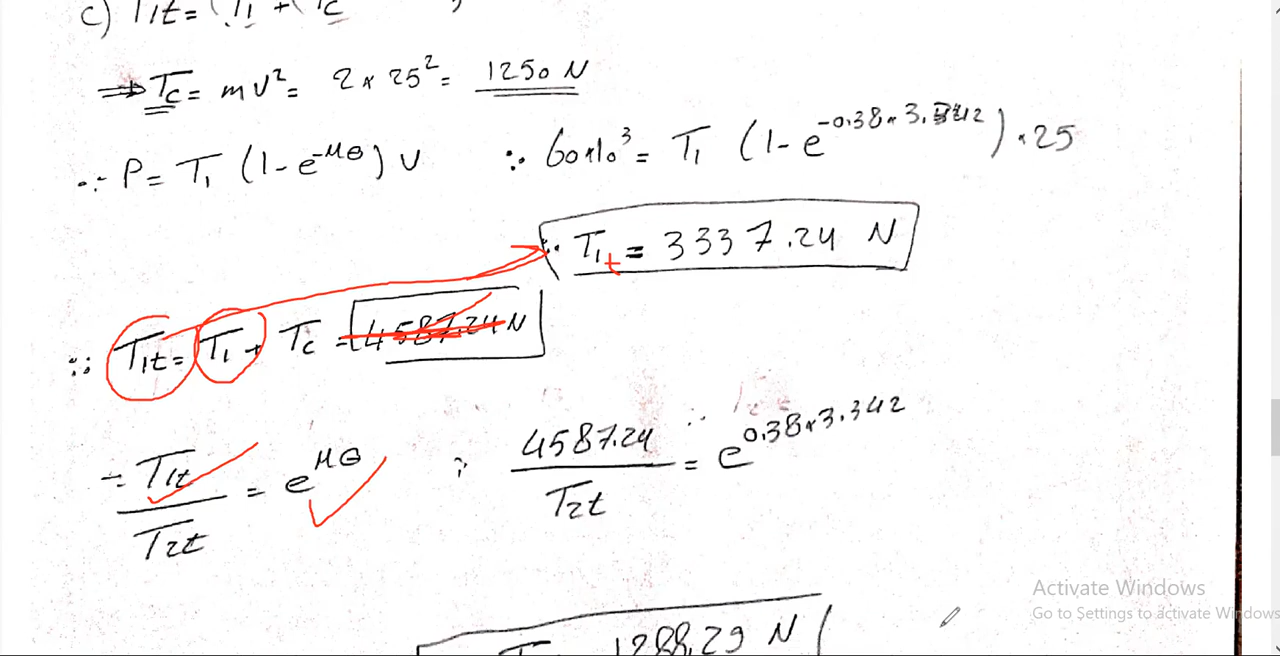 c) T1t = (T1 + (Tc
⇒ Tc = mv² = 2 × 25² = 1250 N
∵ P = T1 (1 - e^-μθ) v ∴ 60×10³ = T1 (1 - e^-0.38×3.342) × 25
∴ T1t = 3337.24 N
∵ T1t = T1 + Tc = 4587.24 N
∵ T1t / T2t = e^μθ ∴ 4587.24 / T2t = e^0.38×3.342
1288.29 N
Activate Windows
Go to Settings to activate Windows